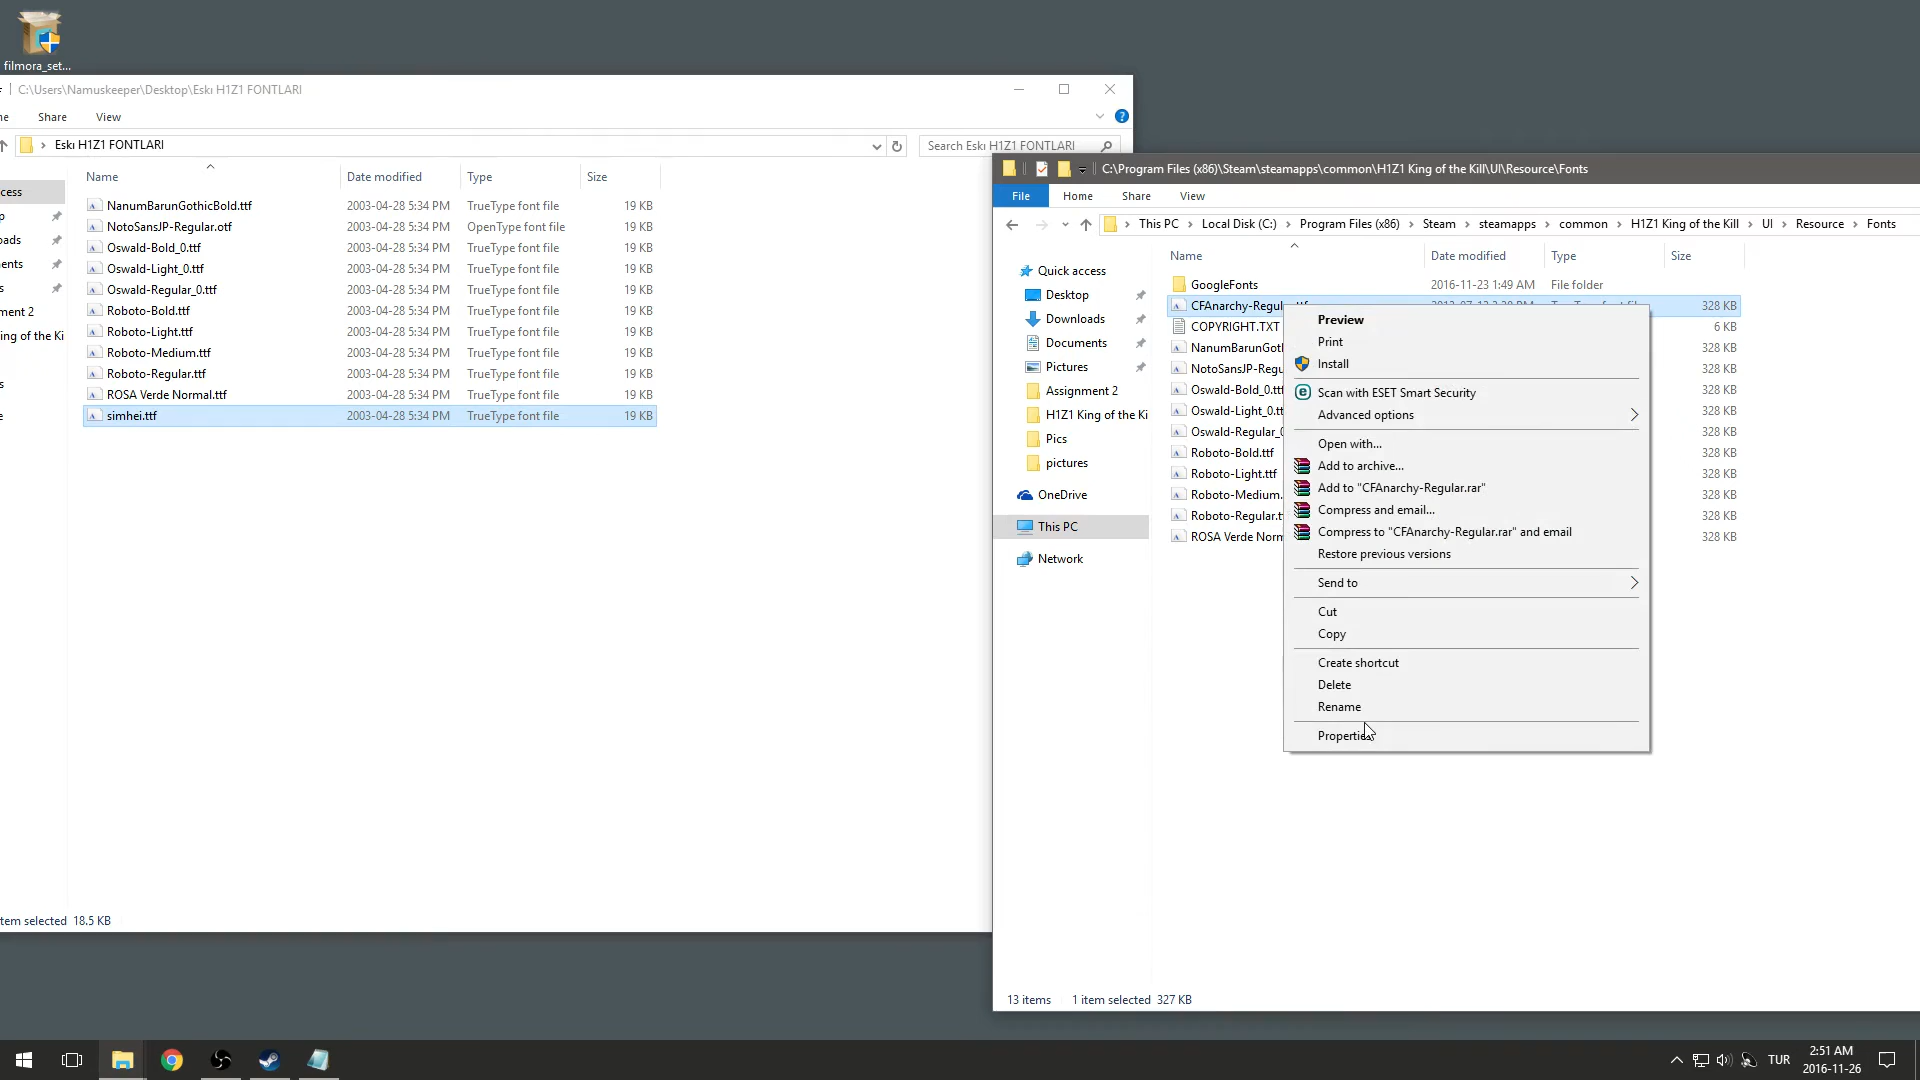 filmora_set...
C:\Users\Namuskeeper\Desktop\Eskı H1Z1 FONTLARI
Share View
Eskı H1Z1 FONTLARI
Search Eskı H1Z1 FONTLARI
Name Date modified Type Size
NanumBarunGothicBold.ttf 2003-04-28 5:34 PM TrueType font file 19 KB
NotoSansJP-Regular.otf 2003-04-28 5:34 PM OpenType font file 19 KB
Oswald-Bold_0.ttf 2003-04-28 5:34 PM TrueType font file 19 KB
Oswald-Light_0.ttf 2003-04-28 5:34 PM TrueType font file 19 KB
Oswald-Regular_0.ttf 2003-04-28 5:34 PM TrueType font file 19 KB
Roboto-Bold.ttf 2003-04-28 5:34 PM TrueType font file 19 KB
Roboto-Light.ttf 2003-04-28 5:34 PM TrueType font file 19 KB
Roboto-Medium.ttf 2003-04-28 5:34 PM TrueType font file 19 KB
Roboto-Regular.ttf 2003-04-28 5:34 PM TrueType font file 19 KB
ROSA Verde Normal.ttf 2003-04-28 5:34 PM TrueType font file 19 KB
simhei.ttf 2003-04-28 5:34 PM TrueType font file 19 KB
cess
p
oads
ents
s
ment 2
ing of the Ki
s
e
tem selected 18.5 KB
C:\Program Files (x86)\Steam\steamapps\common\H1Z1 King of the Kill\UI\Resource\Fonts
File Home Share View
This PC Local Disk (C:) Program Files (x86) Steam steamapps common H1Z1 King of the Kill UI Resource Fonts
Quick access
Desktop
Downloads
Documents
Pictures
Assignment 2
H1Z1 King of the Ki
Pics
pictures
OneDrive
This PC
Network
Name Date modified Type Size
GoogleFonts 2016-11-23 1:49 AM File folder
CFAnarchy-Regul 328 KB
COPYRIGHT.TXT 6 KB
NanumBarunGotl 328 KB
NotoSansJP-Regu 328 KB
Oswald-Bold_0.tt 328 KB
Oswald-Light_0.tt 328 KB
Oswald-Regular_0 328 KB
Roboto-Bold.ttf 328 KB
Roboto-Light.ttf 328 KB
Roboto-Medium. 328 KB
Roboto-Regular.t 328 KB
ROSA Verde Norn 328 KB
Preview
Print
Install
Scan with ESET Smart Security
Advanced options
Open with...
Add to archive...
Add to "CFAnarchy-Regular.rar"
Compress and email...
Compress to "CFAnarchy-Regular.rar" and email
Restore previous versions
Send to
Cut
Copy
Create shortcut
Delete
Rename
Properties
13 items 1 item selected 327 KB
TUR
2:51 AM
2016-11-26